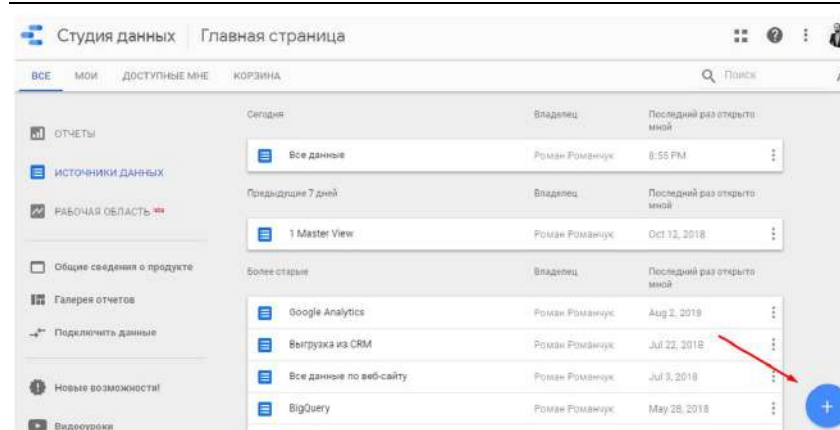 Студия данных Главная страница
ВСЕ МОИ ДОСТУПНЫЕ МНЕ КОРЗИНА Поиск
ОТЧЕТЫ
ИСТОЧНИКИ ДАННЫХ
РАБОЧАЯ ОБЛАСТЬ
Общие сведения о продукте
Галерея отчетов
Подключить данные
Новые возможности!
Видеоуроки
Сегодня Владелец Последний раз открыто
мной
Все данные Роман Романчук 8:55 PM
Предыдущие 7 дней Владелец Последний раз открыто
мной
1 Master View Роман Романчук Oct 12, 2018
Более старые Владелец Последний раз открыто
мной
Google Analytics Роман Романчук Aug 2, 2018
Выгрузка из CRM Роман Романчук Jul 22, 2018
Все данные по веб-сайту Роман Романчук Jul 3, 2018
BigQuery Роман Романчук May 28, 2018